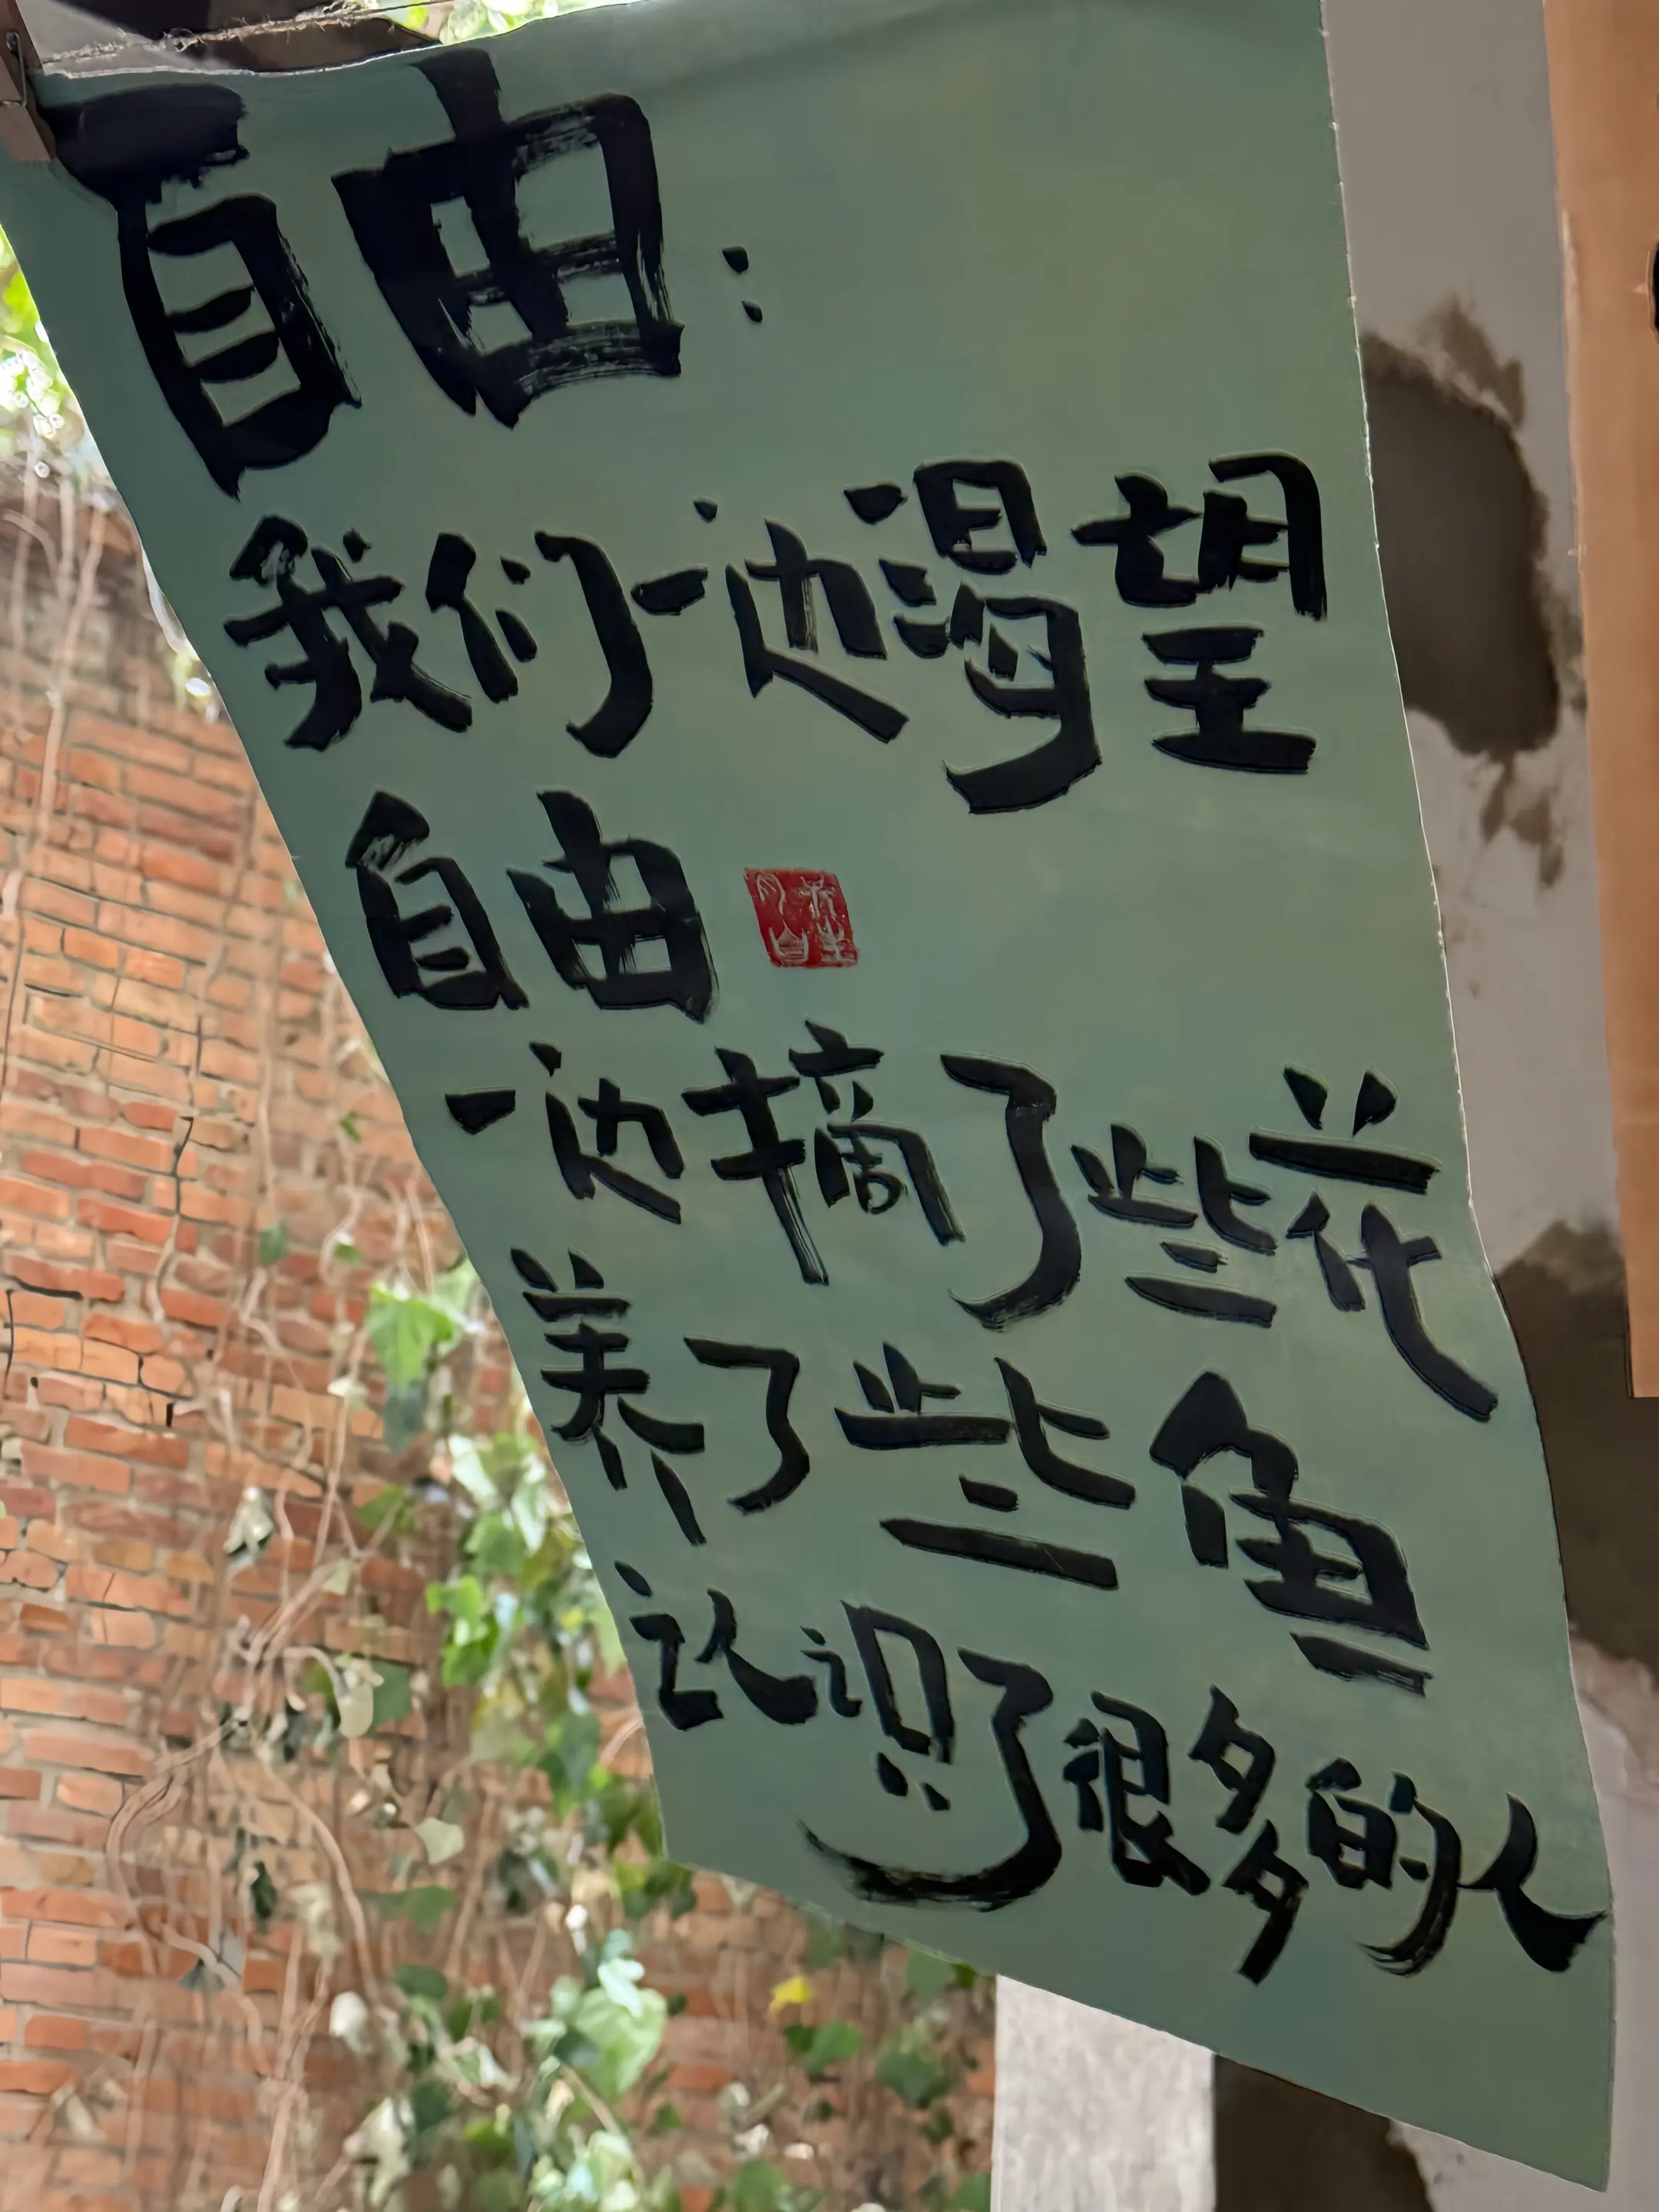 自由：
我们一边渴望
自由
一边摘了些花
养了些鱼
认识了很多的人